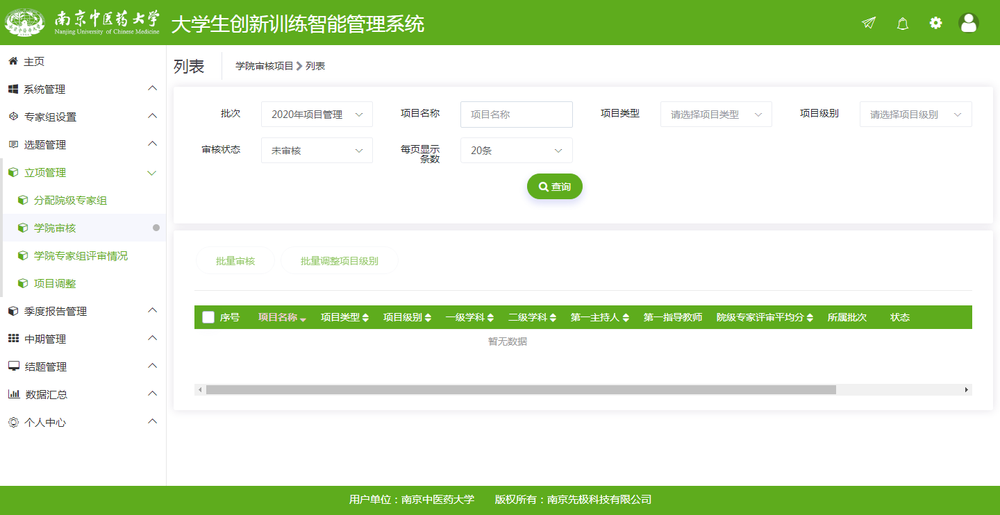 南京中医药大学
Nanjing University of Chinese Medicine
大学生创新训练智能管理系统
主页
系统管理
专家组设置
选题管理
立项管理
分配院级专家组
学院审核
学院专家组评审情况
项目调整
季度报告管理
中期管理
结题管理
数据汇总
个人中心
列表
学院审核项目 列表
批次 2020年项目管理 项目名称 项目名称 项目类型 请选择项目类型 项目级别 请选择项目级别
审核状态 未审核 每页显示 20条
条数
查询
批量审核 批量调整项目级别
序号 项目名称 项目类型 项目级别 一级学科 二级学科 第一主持人 第一指导教师 院级专家评审平均分 所属批次 状态
暂无数据
用户单位：南京中医药大学 版权所有：南京先极科技有限公司